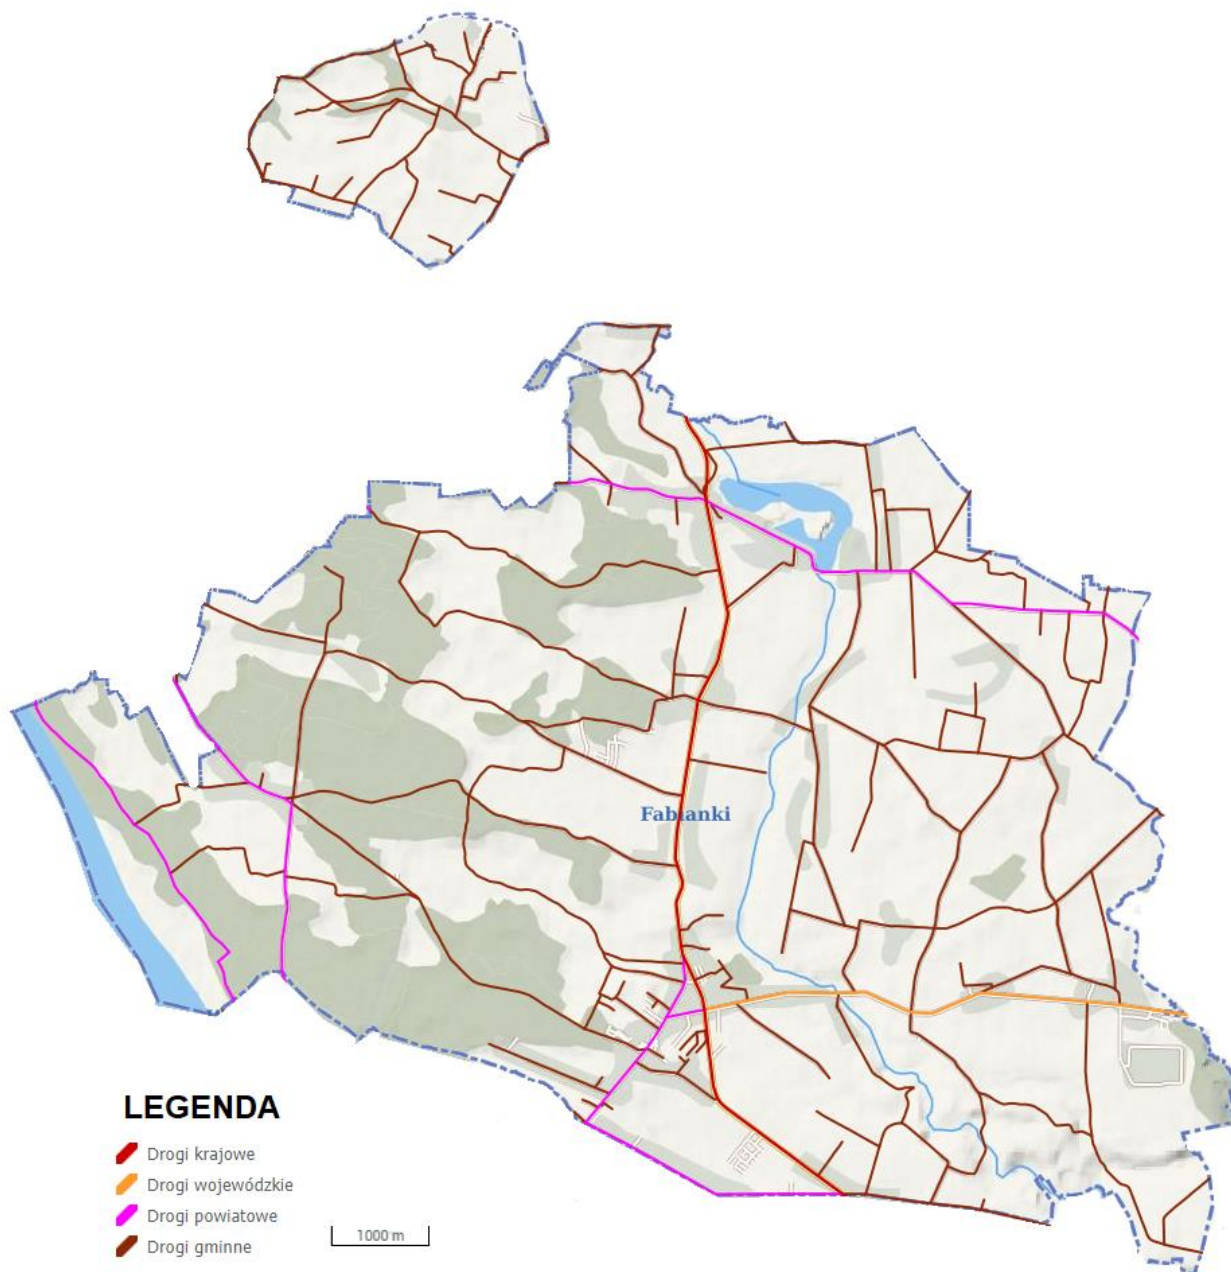 Fabianki
LEGENDA
Drogi krajowe
Drogi wojewódzkie
Drogi powiatowe
Drogi gminne
1000 m